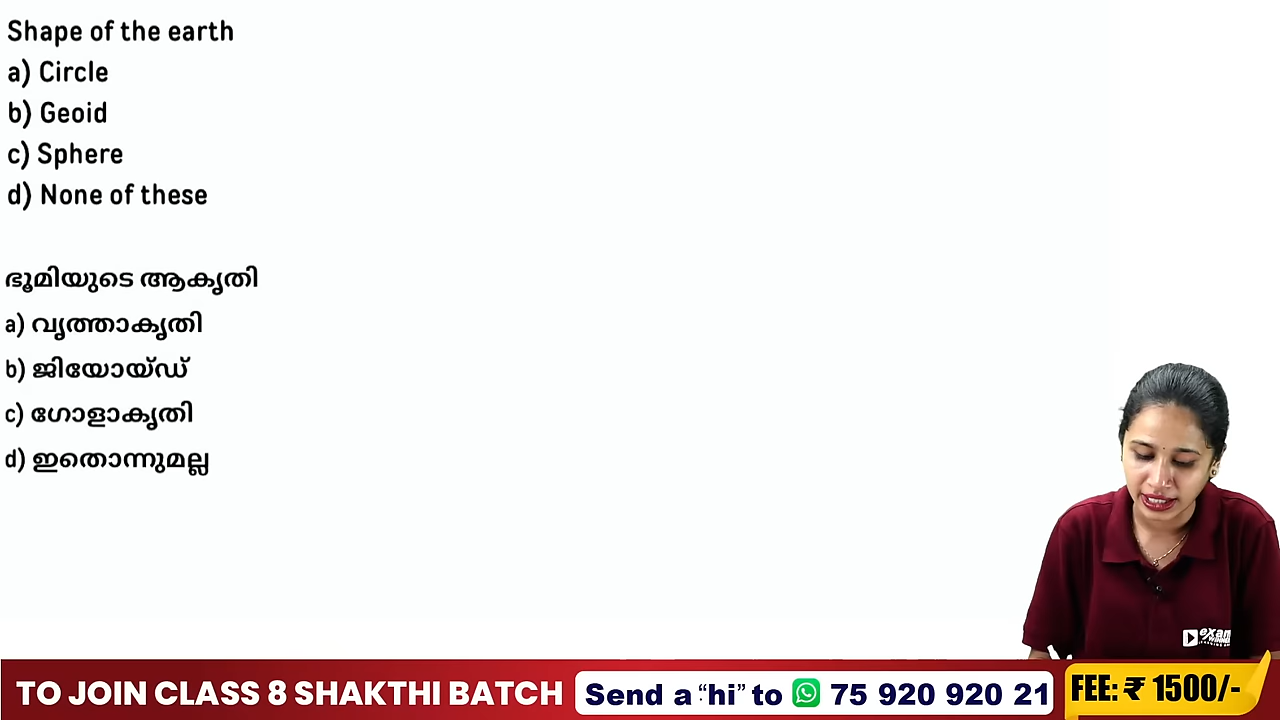 Shape of the earth
a) Circle
b) Geoid
c) Sphere
d) None of these
ഭൂമിയുടെ ആകൃതി
a) വൃത്താകൃതി
b) ജിയോയ്ഡ്
c) ഗോളാകൃതി
d) ഇതൊന്നുമല്ല
exam
TO JOIN CLASS 8 SHAKTHI BATCH Send a “hi” to 75 920 920 21 FEE: ₹ 1500/-